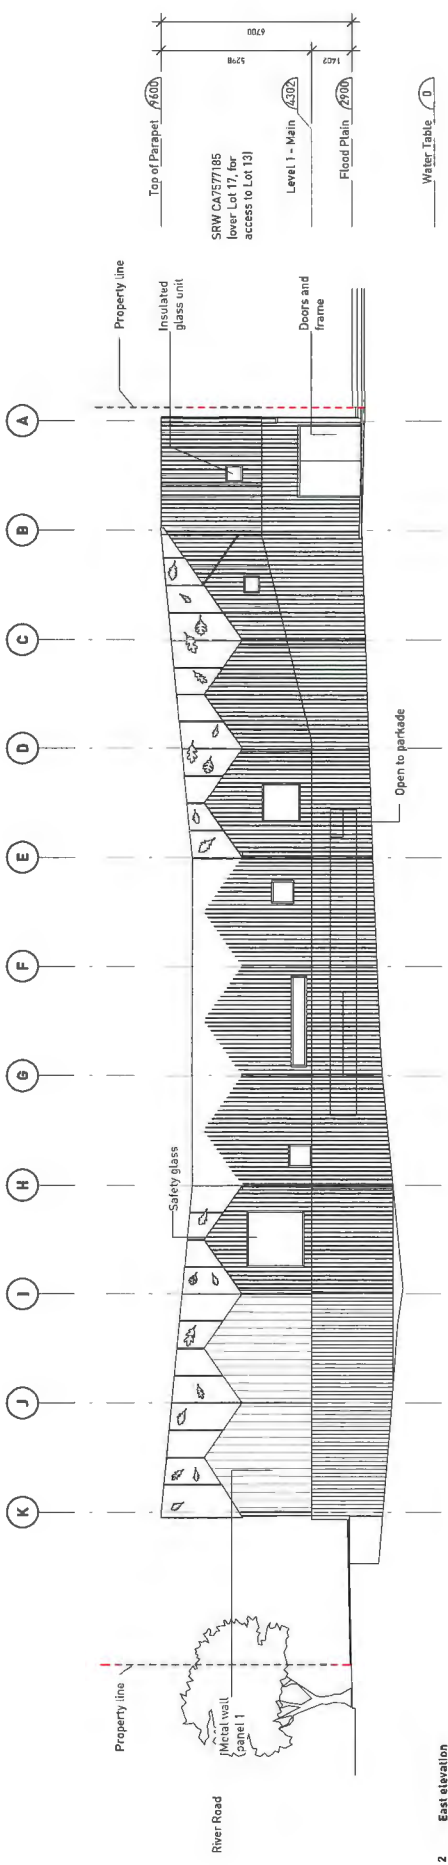 K
J
I
H
G
F
E
D
C
B
A
River Road
Property line
Metal wall
panel 1
Safety glass
Open to parkade
Property line
Insulated
glass unit
Doors and
frame
Top of Parapet
9600
SRW CA7577185
(over Lot 17, for
access to Lot 13)
Level 1 - Main
4302
Flood Plain
2900
Water Table
0
6700
5298
1402
2
East elevation